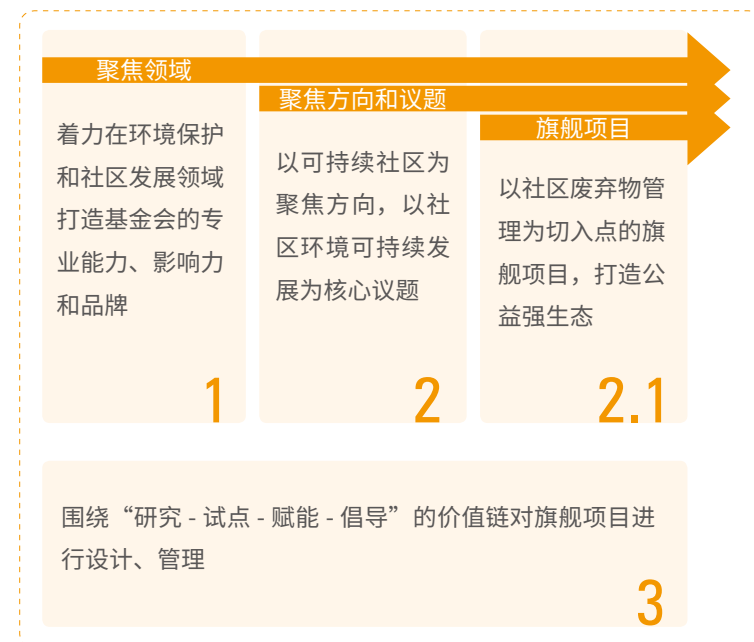 聚焦领域
着力在环境保护
和社区发展领域
打造基金会的专
业能力、影响力
和品牌
1
聚焦方向和议题
以可持续社区为
聚焦方向，以社
区环境可持续发
展为核心议题
2
旗舰项目
以社区废弃物管
理为切入点的旗
舰项目，打造公
益强生态
2.1
围绕“研究 - 试点 - 赋能 - 倡导”的价值链对旗舰项目进
行设计、管理
3